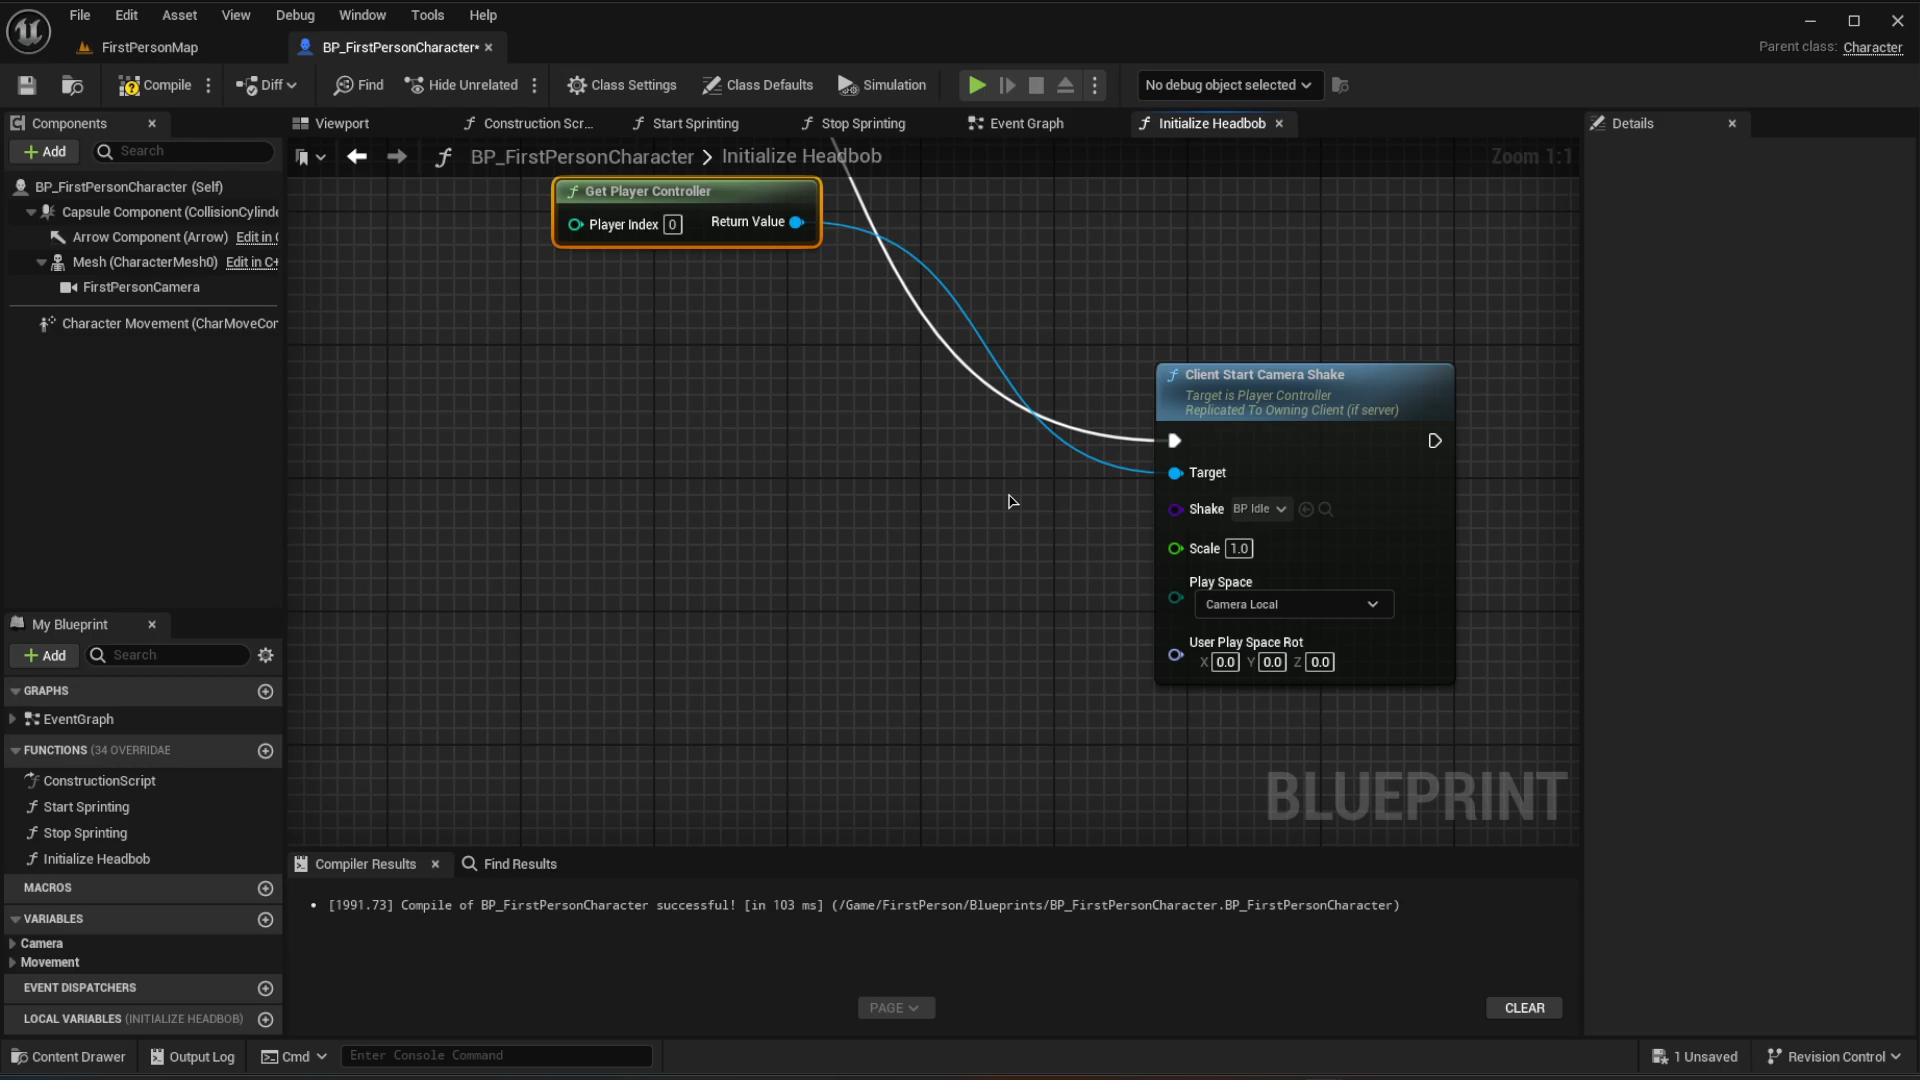 File Edit Asset View Debug Window Tools Help
FirstPersonMap
BP_FirstPersonCharacter*
Parent class: Character
Compile
Diff
Find
Hide Unrelated
Class Settings
Class Defaults
Simulation
No debug object selected
Components
Add
Search
BP_FirstPersonCharacter (Self)
Capsule Component (CollisionCylinde
Arrow Component (Arrow) Edit in C
Mesh (CharacterMesh0) Edit in C+
FirstPersonCamera
Character Movement (CharMoveCor
Viewport
Construction Scr...
Start Sprinting
Stop Sprinting
Event Graph
Initialize Headbob
BP_FirstPersonCharacter > Initialize Headbob
Zoom 1:1
Get Player Controller
Player Index 0 Return Value
Client Start Camera Shake
Target is Player Controller
Replicated To Owning Client (if server)
Target
Shake BP Idle
Scale 1.0
Play Space
Camera Local
User Play Space Rot
X 0.0 Y 0.0 Z 0.0
BLUEPRINT
Details
My Blueprint
Add
Search
GRAPHS
EventGraph
FUNCTIONS (34 OVERRIDAE
ConstructionScript
Start Sprinting
Stop Sprinting
Initialize Headbob
MACROS
VARIABLES
Camera
Movement
EVENT DISPATCHERS
LOCAL VARIABLES (INITIALIZE HEADBOB)
Compiler Results
Find Results
[1991.73] Compile of BP_FirstPersonCharacter successful! [in 103 ms] (/Game/FirstPerson/Blueprints/BP_FirstPersonCharacter.BP_FirstPersonCharacter)
PAGE
CLEAR
Content Drawer
Output Log
Cmd
Enter Console Command
1 Unsaved
Revision Control